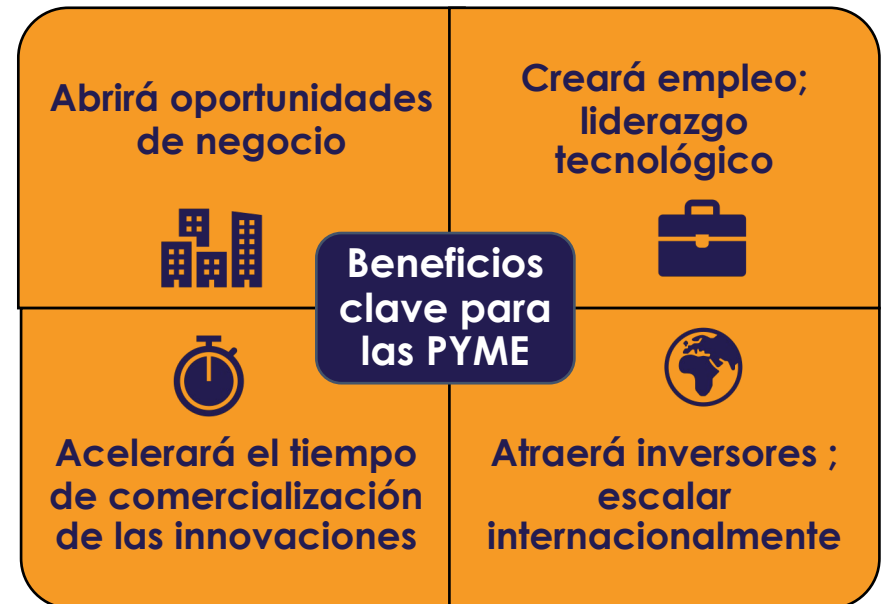 Abrirá oportunidades
de negocio
Creará empleo;
liderazgo
tecnológico
Beneficios
clave para
las PYME
Acelerará el tiempo
de comercialización
de las innovaciones
Atraerá inversores ;
escalar
internacionalmente